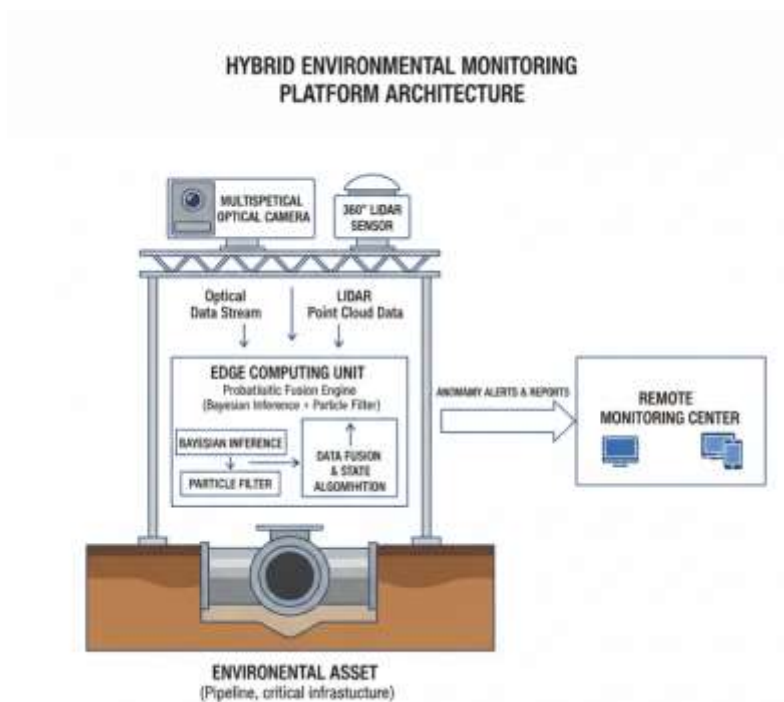 HYBRID ENVIRONMENTAL MONITORING
PLATFORM ARCHITECTURE
MULTISPETICAL
OPTICAL CAMERA
360° LIDAR
SENSOR
Optical
Data Stream
LIDAR
Point Cloud Data
EDGE COMPUTING UNIT
Probatisuitic Fusion Engine
(Bayesian Inference + Particle Filter)
BAYESIAN INFERENCE
PARTICLE FILTER
DATA FUSION
& STATE
ALGOMIHITION
ANOMAMY ALERTS & REPORTS
REMOTE
MONITORING CENTER
ENVIRONENTAL ASSET
(Pipeline, critical infrastucture)